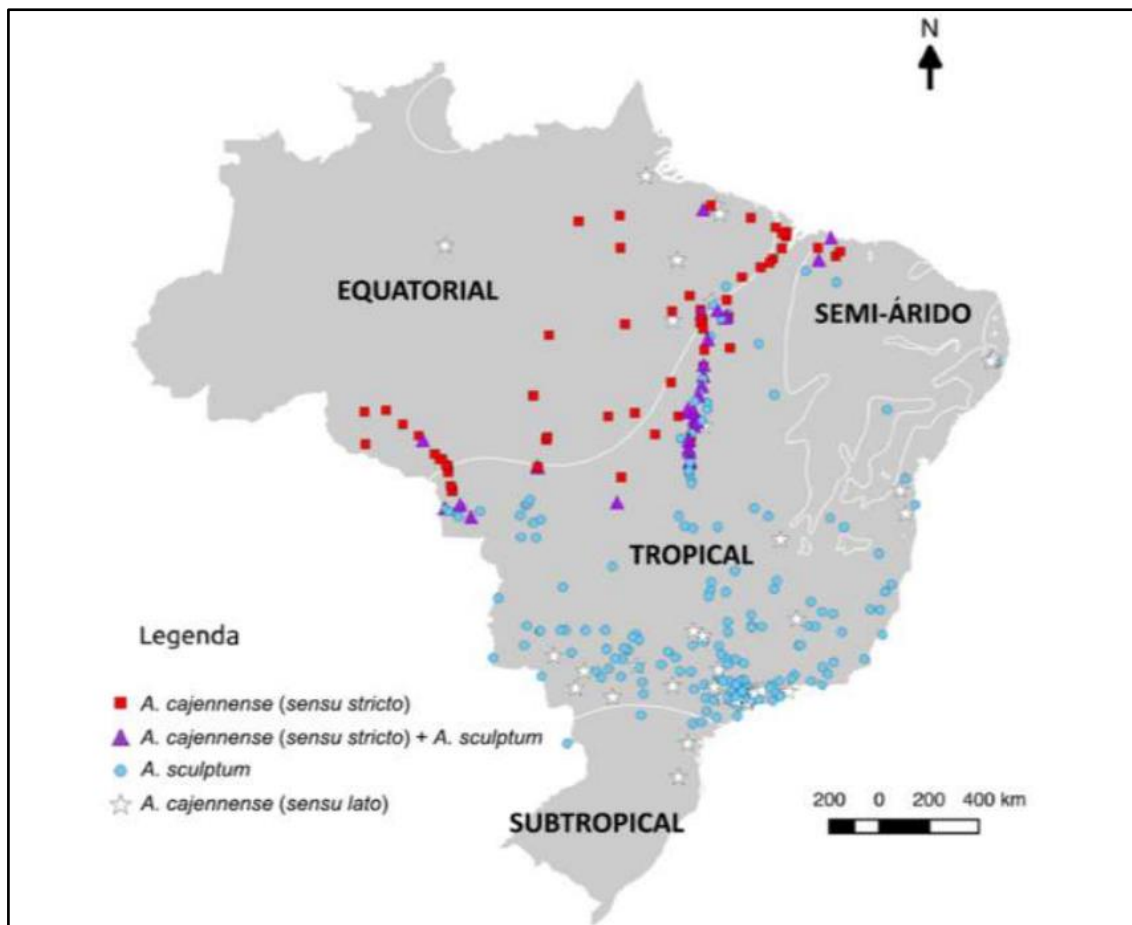 N
EQUATORIAL
SEMI-ÁRIDO
TROPICAL
Legenda
A. cajennense (sensu stricto)
A. cajennense (sensu stricto) + A. sculptum
A. sculptum
A. cajennense (sensu lato)
SUBTROPICAL
200 0 200 400 km